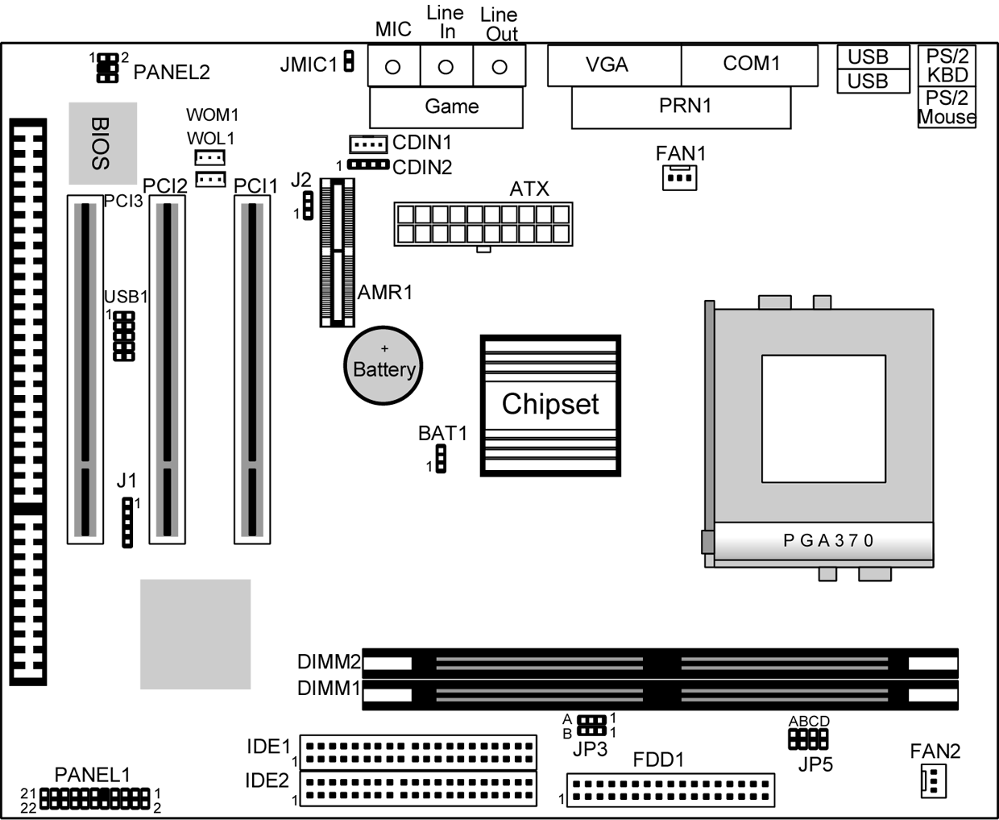 Line
In
Line
Out
MIC
1 2
PANEL2
JMIC1
VGA
COM1
USB
USB
PS/2
KBD
PS/2
Mouse
Game
PRN1
BIOS
WOM1
WOL1
CDIN1
1 CDIN2
FAN1
PCI3
PCI2
PCI1
J2
1
ATX
AMR1
USB1
1
+
Battery
Chipset
BAT1
1
J1
1
PGA370
DIMM2
DIMM1
A 1
B 1
JP3
ABCD
JP5
IDE1
1
IDE2
1
FDD1
1
FAN2
PANEL1
21 1
22 2